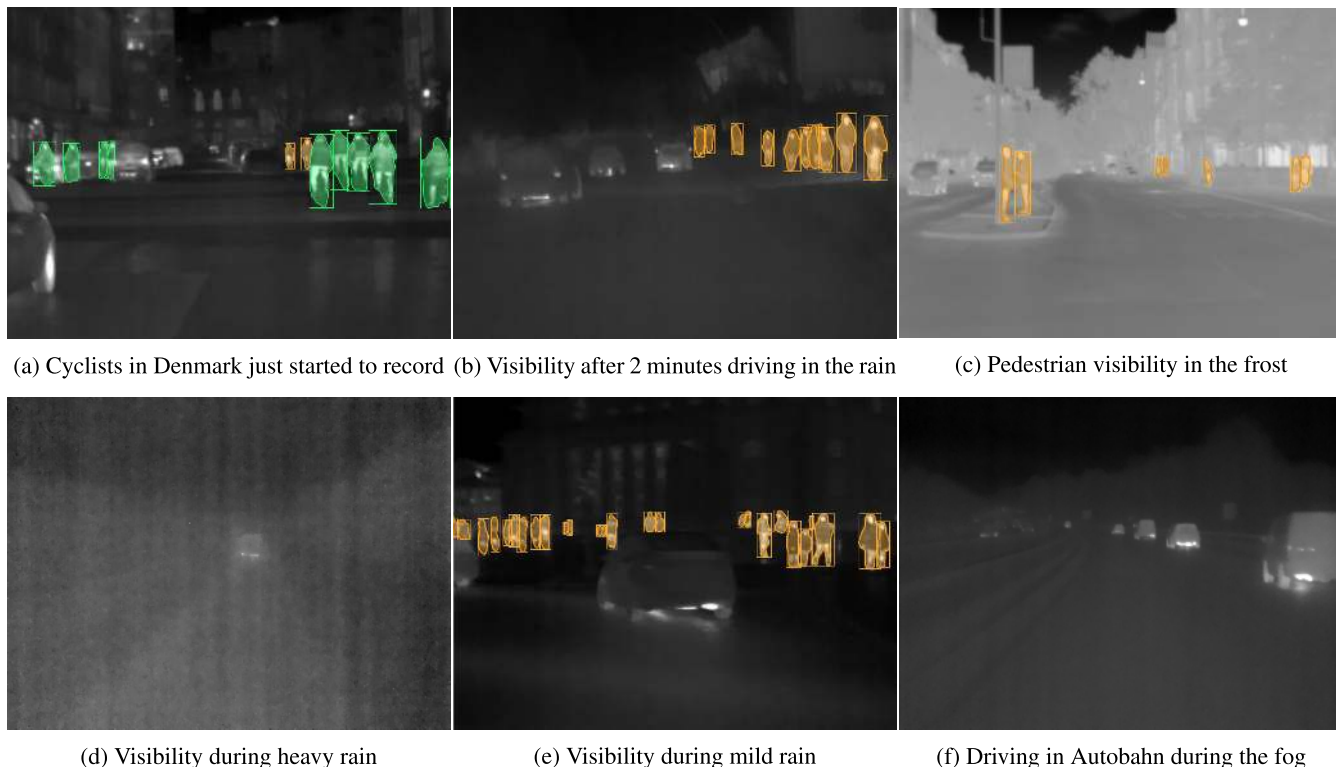 (a) Cyclists in Denmark just started to record
(b) Visibility after 2 minutes driving in the rain
(c) Pedestrian visibility in the frost
(d) Visibility during heavy rain
(e) Visibility during mild rain
(f) Driving in Autobahn during the fog